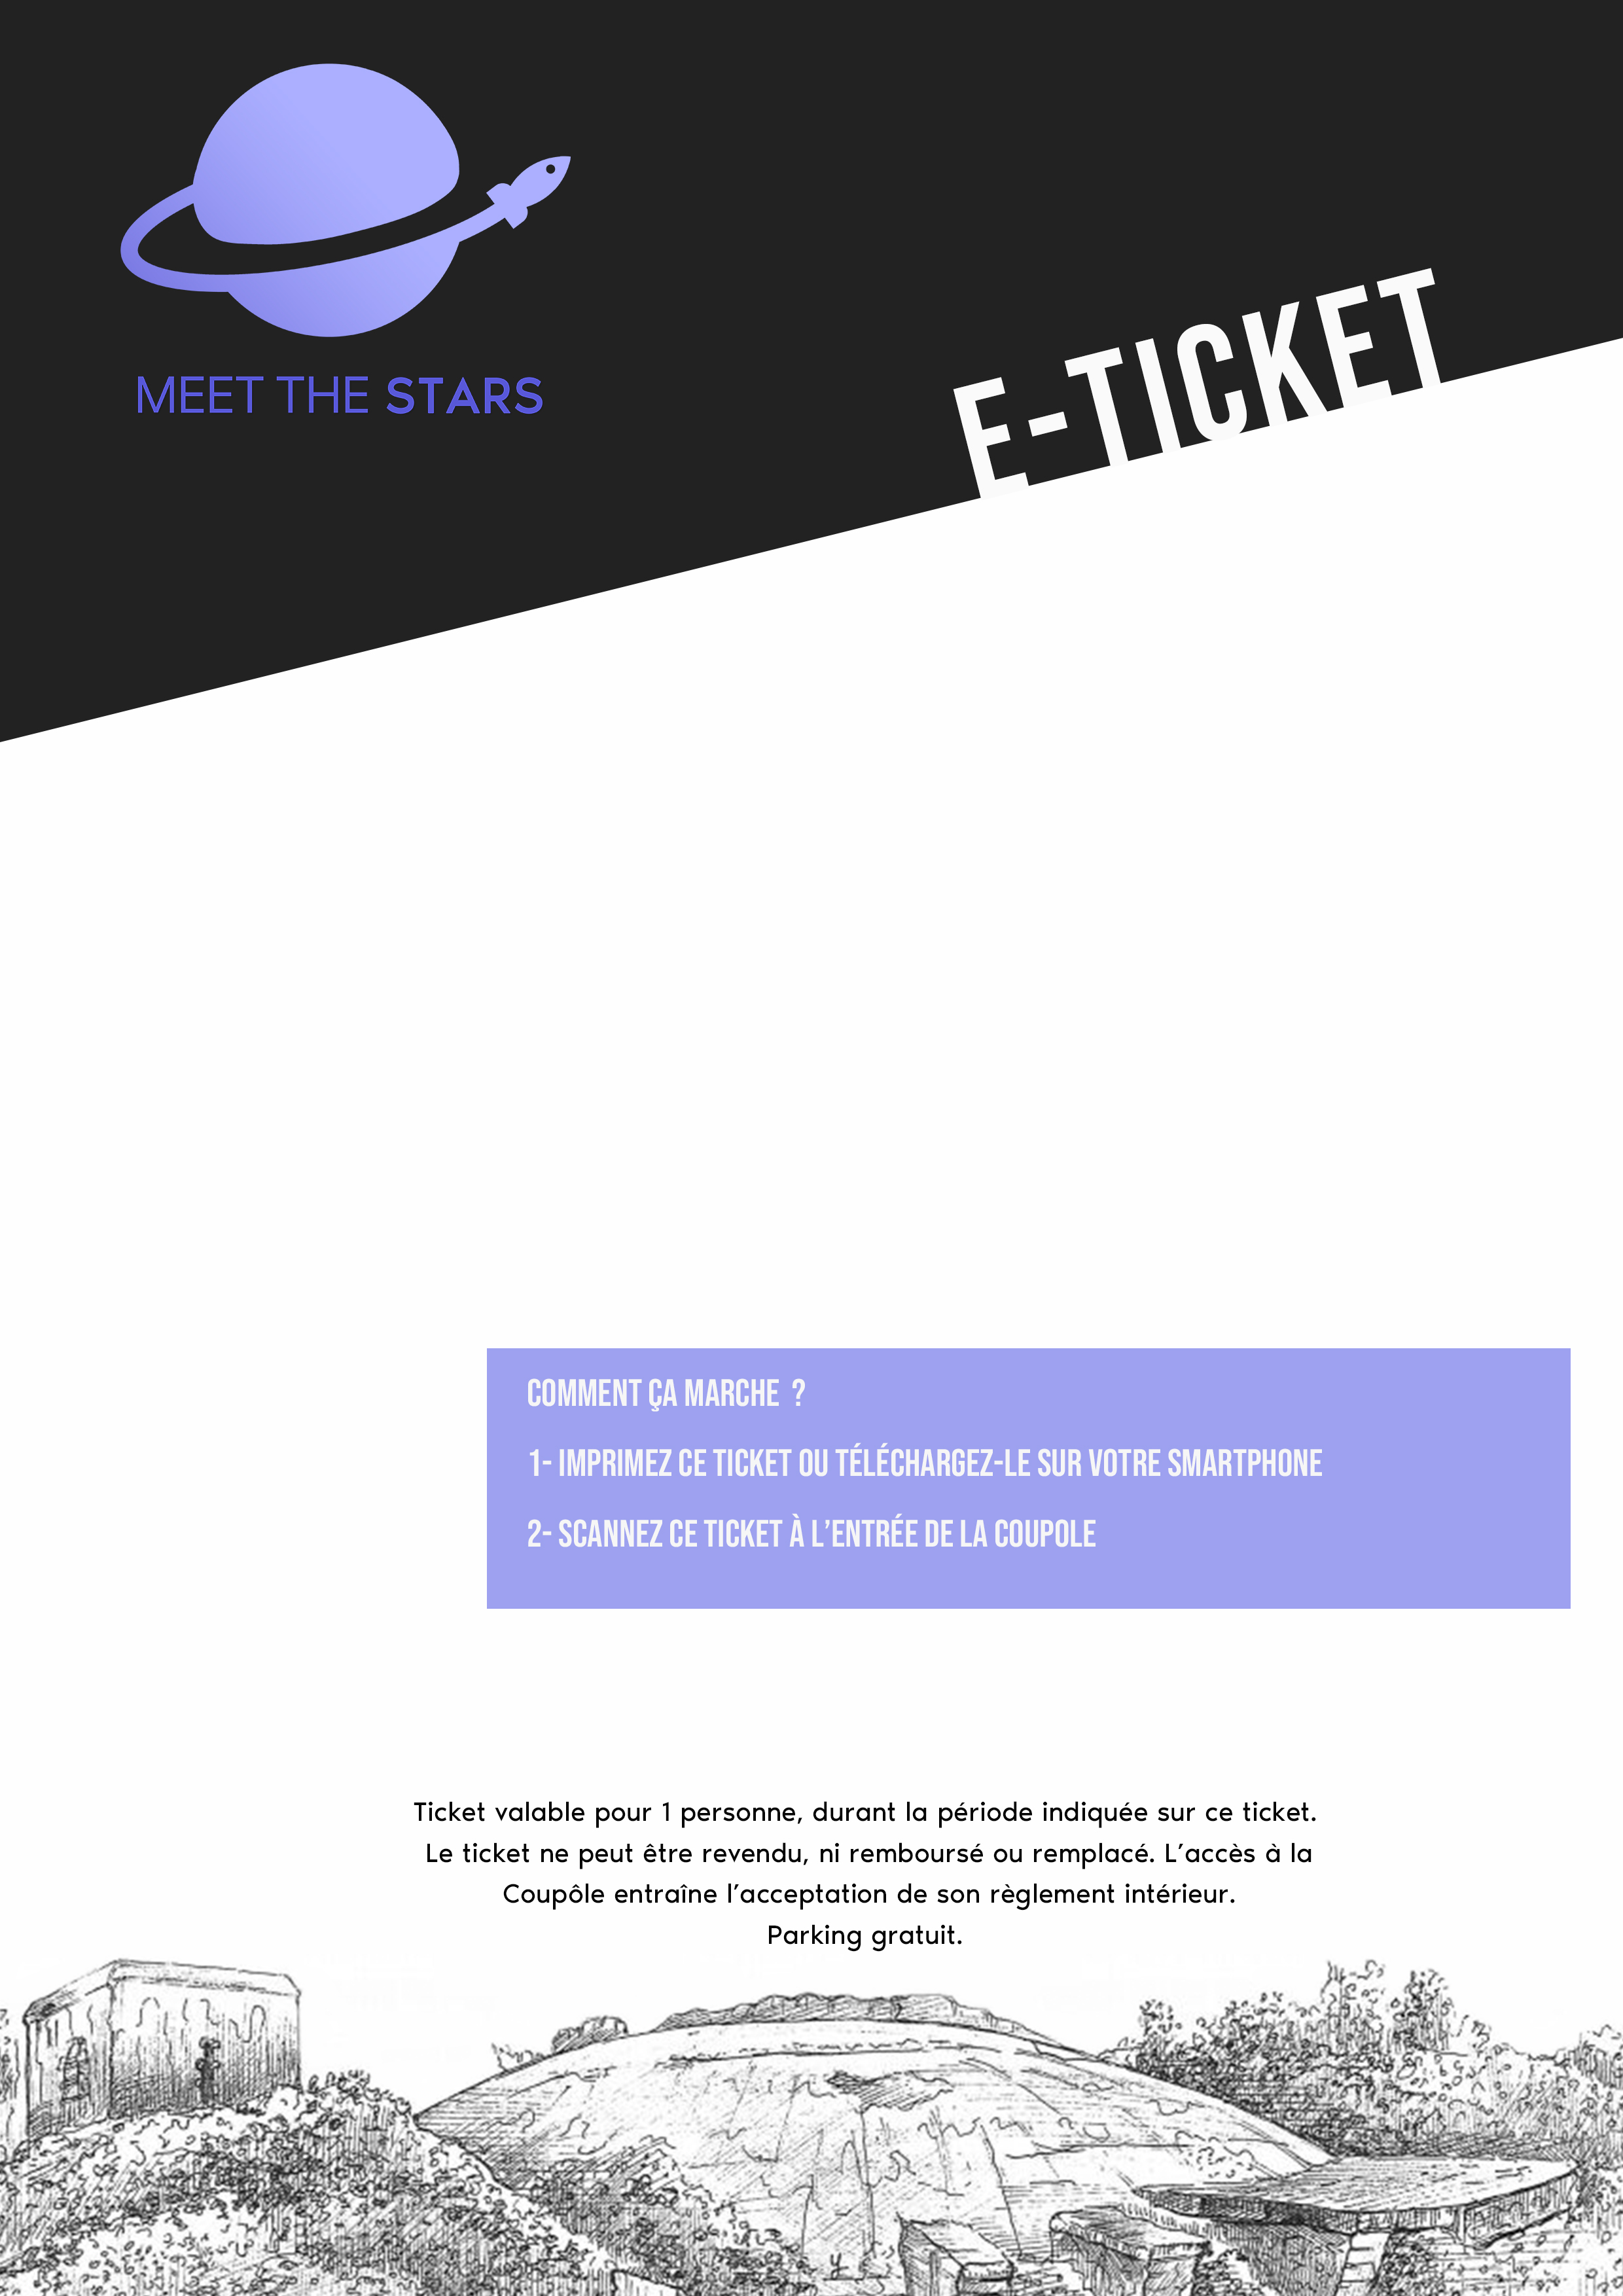 MEET THE STARS
E-TICKET
COMMENT ÇA MARCHE ?
1- IMPRIMEZ CE TICKET OU TÉLÉCHARGEZ-LE SUR VOTRE SMARTPHONE
2- SCANNEZ CE TICKET À L'ENTRÉE DE LA COUPOLE
Ticket valable pour 1 personne, durant la période indiquée sur ce ticket.
Le ticket ne peut être revendu, ni remboursé ou remplacé. L'accès à la
Coupôle entraîne l'acceptation de son règlement intérieur.
Parking gratuit.